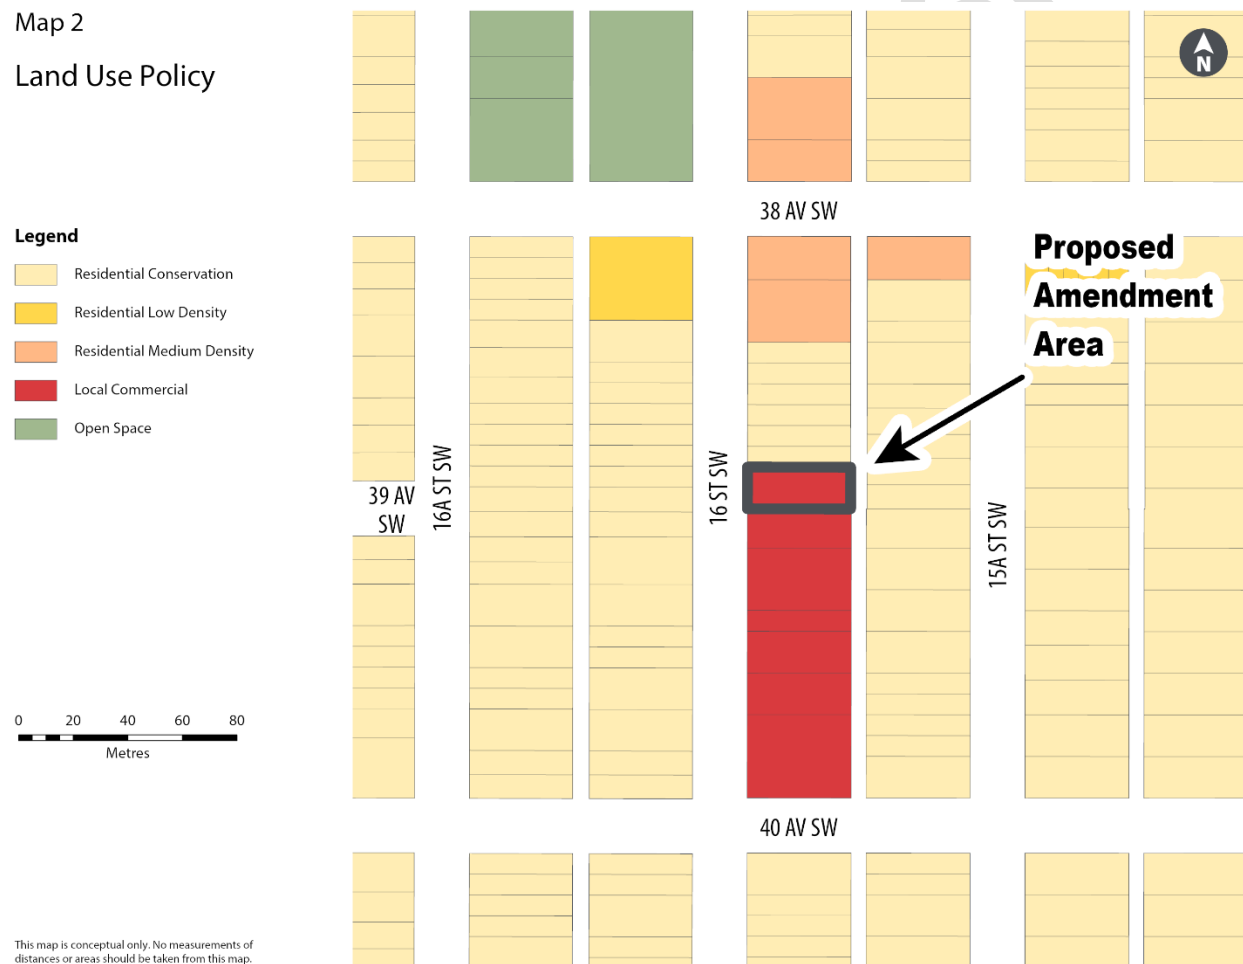 Map 2
Land Use Policy
N
Legend
Residential Conservation
Residential Low Density
Residential Medium Density
Local Commercial
Open Space
38 AV SW
Proposed
Amendment
Area
39 AV
SW
16A ST SW
16 ST SW
15A ST SW
40 AV SW
0 20 40 60 80
Metres
This map is conceptual only. No measurements of
distances or areas should be taken from this map.